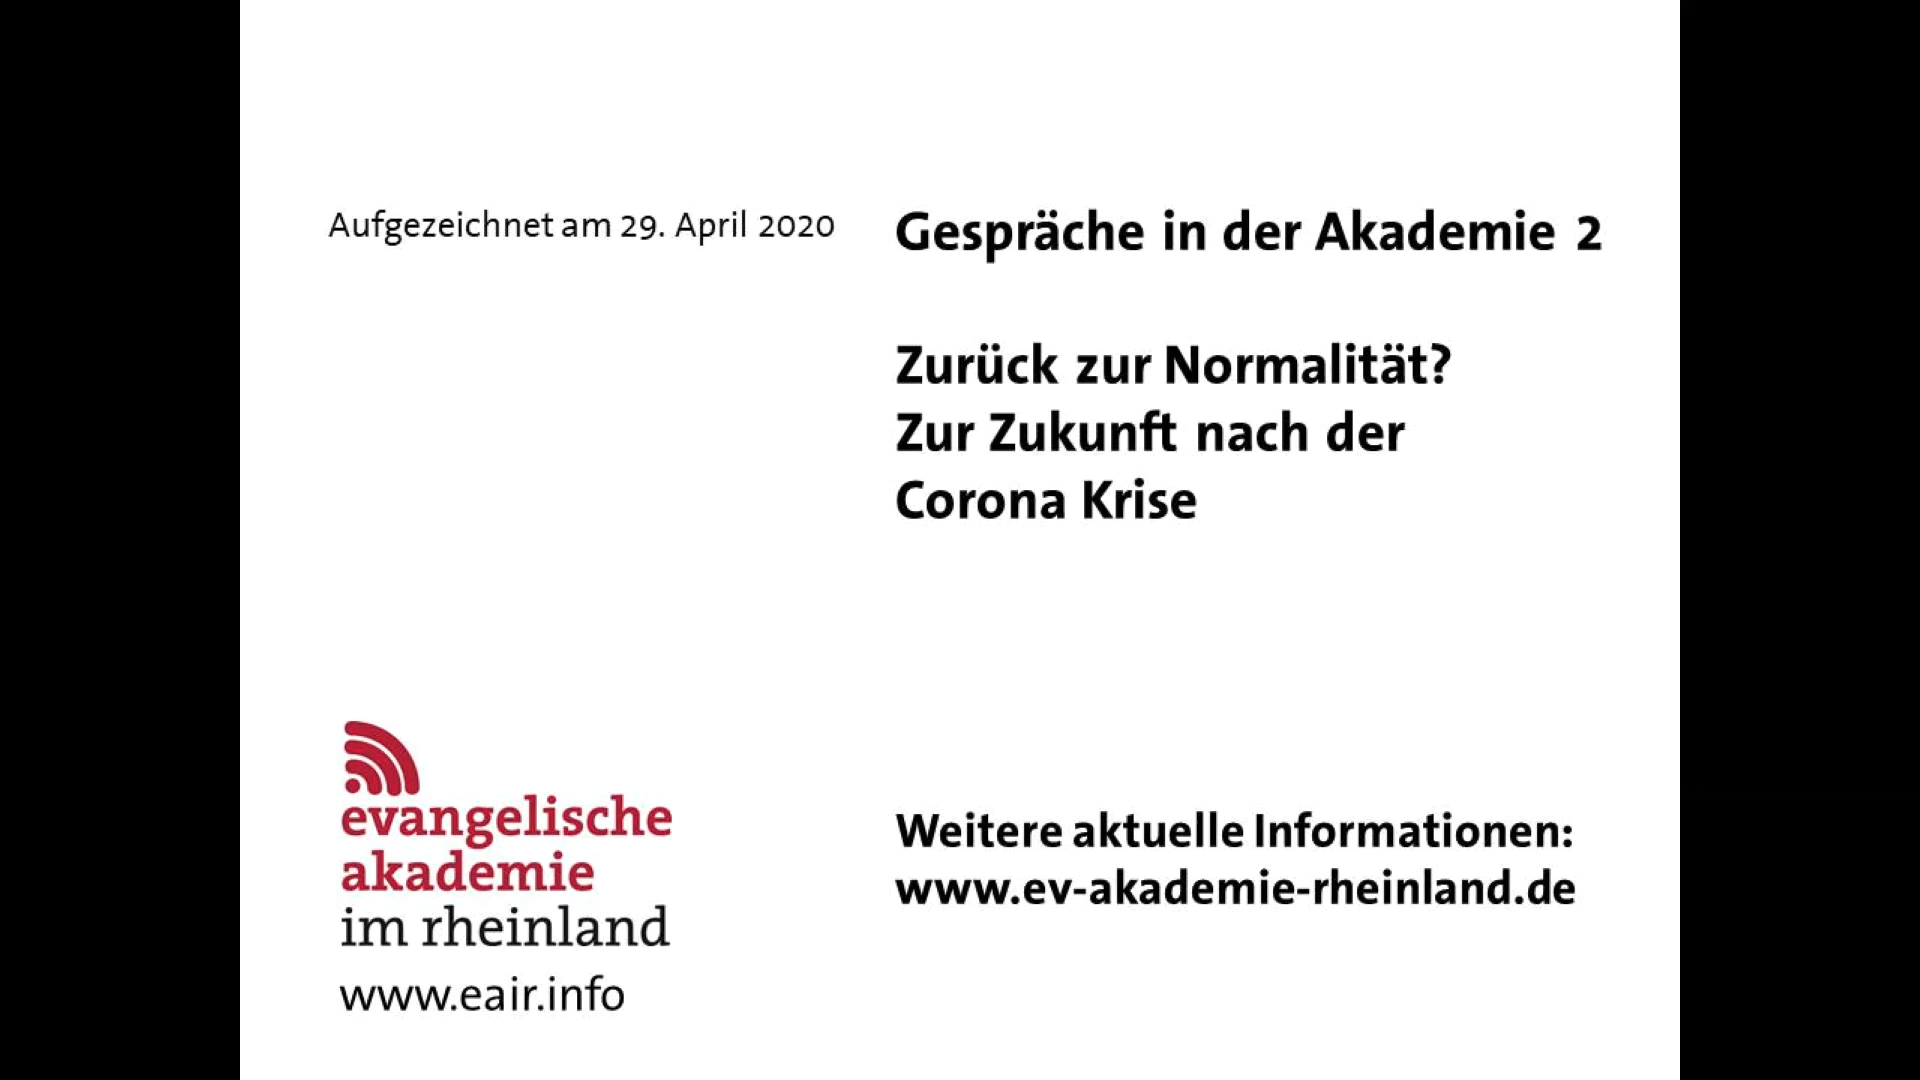 Aufgezeichnet am 29. April 2020
Gespräche in der Akademie 2
Zurück zur Normalität?
Zur Zukunft nach der
Corona Krise
evangelische
akademie
im rheinland
www.eair.info
Weitere aktuelle Informationen:
www.ev-akademie-rheinland.de